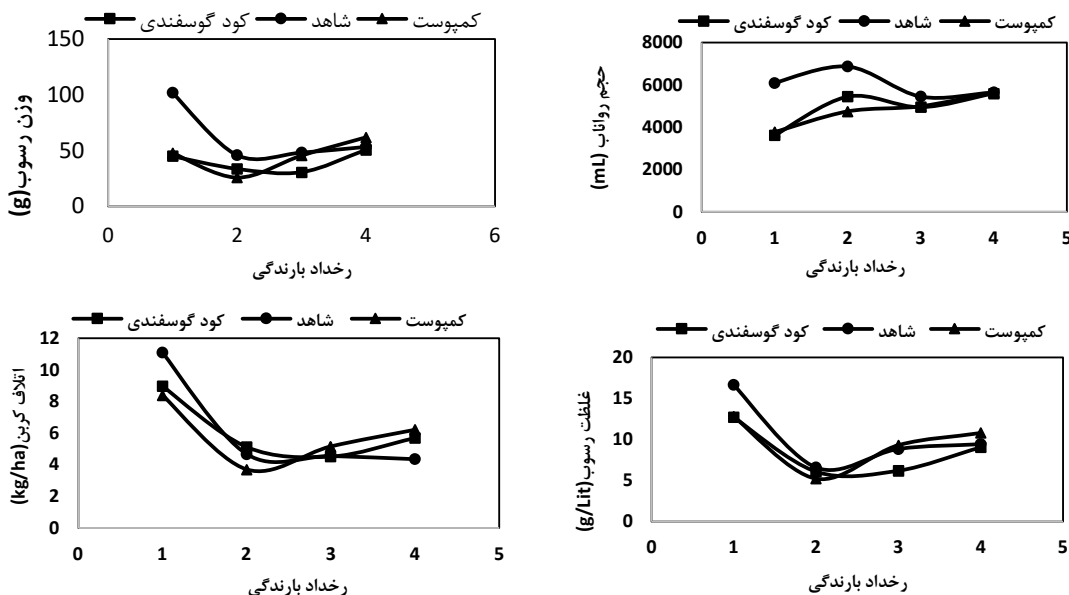 کود گوسفندی شاهد کمپوست
150
100
50
0
وزن رسوب(g)
0 2 4 6
رخداد بارندگی
کود گوسفندی شاهد کمپوست
8000
6000
4000
2000
0
حجم رواناب (mL)
0 1 2 3 4 5
رخداد بارندگی
کود گوسفندی شاهد کمپوست
12
10
8
6
4
2
0
اتلاف کربن(kg/ha)
0 1 2 3 4 5
رخداد بارندگی
کود گوسفندی شاهد کمپوست
20
15
10
5
0
غلظت رسوب(g/Lit)
0 1 2 3 4 5
رخداد بارندگی